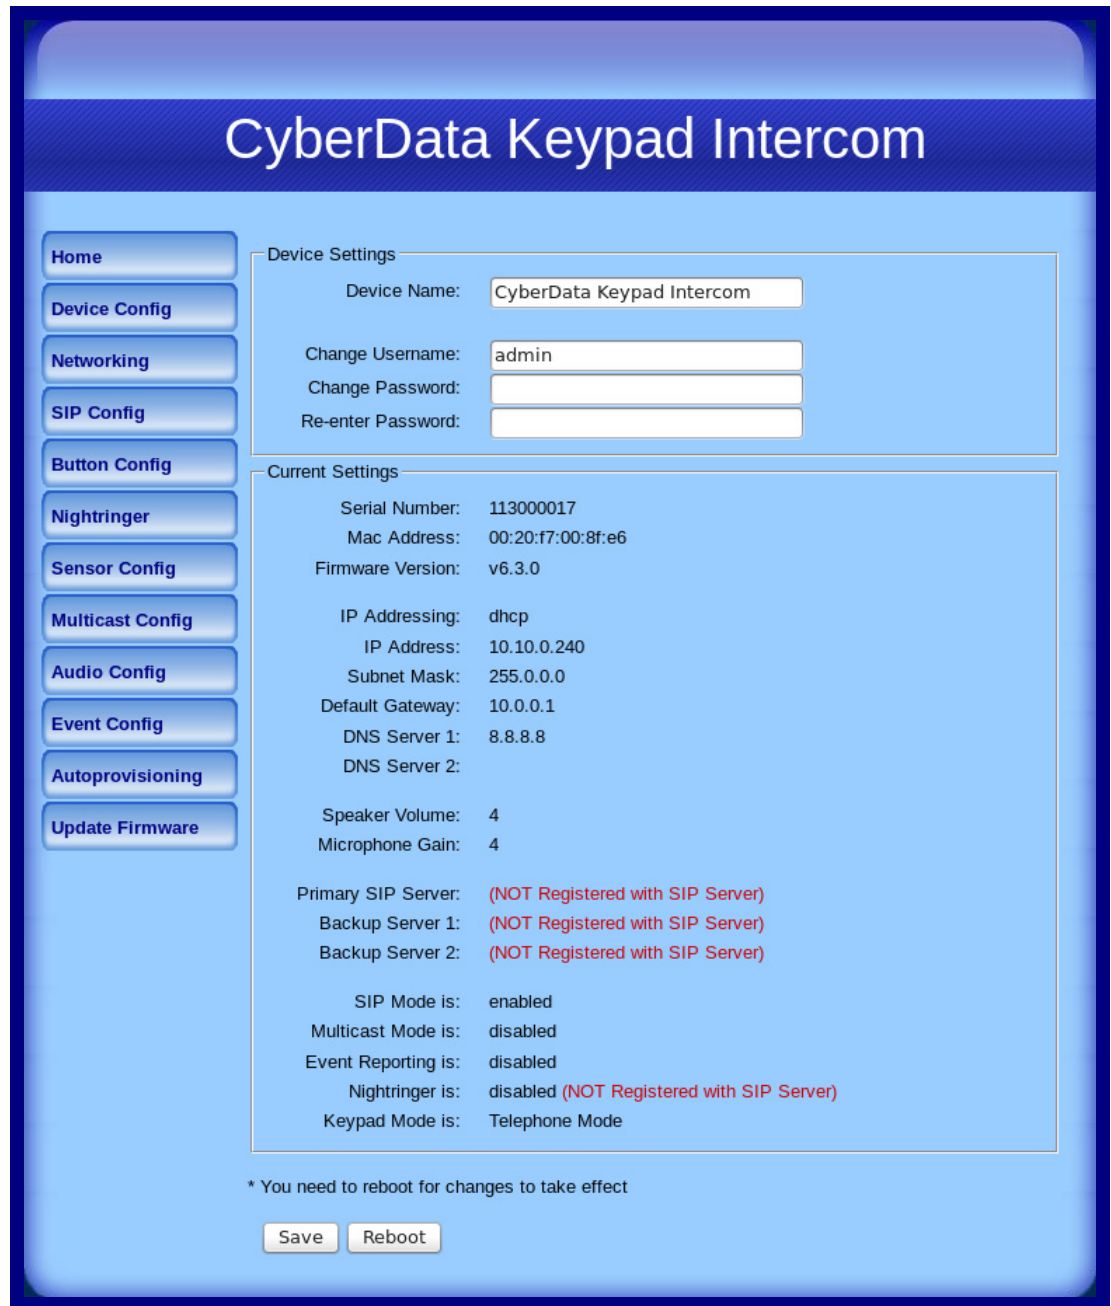 CyberData Keypad Intercom
Home
Device Config
Networking
SIP Config
Button Config
Nightringer
Sensor Config
Multicast Config
Audio Config
Event Config
Autoprovisioning
Update Firmware
Device Settings
Device Name: CyberData Keypad Intercom
Change Username: admin
Change Password:
Re-enter Password:
Current Settings
Serial Number: 113000017
Mac Address: 00:20:f7:00:8f:e6
Firmware Version: v6.3.0
IP Addressing: dhcp
IP Address: 10.10.0.240
Subnet Mask: 255.0.0.0
Default Gateway: 10.0.0.1
DNS Server 1: 8.8.8.8
DNS Server 2:
Speaker Volume: 4
Microphone Gain: 4
Primary SIP Server: (NOT Registered with SIP Server)
Backup Server 1: (NOT Registered with SIP Server)
Backup Server 2: (NOT Registered with SIP Server)
SIP Mode is: enabled
Multicast Mode is: disabled
Event Reporting is: disabled
Nightringer is: disabled (NOT Registered with SIP Server)
Keypad Mode is: Telephone Mode
* You need to reboot for changes to take effect
Save Reboot